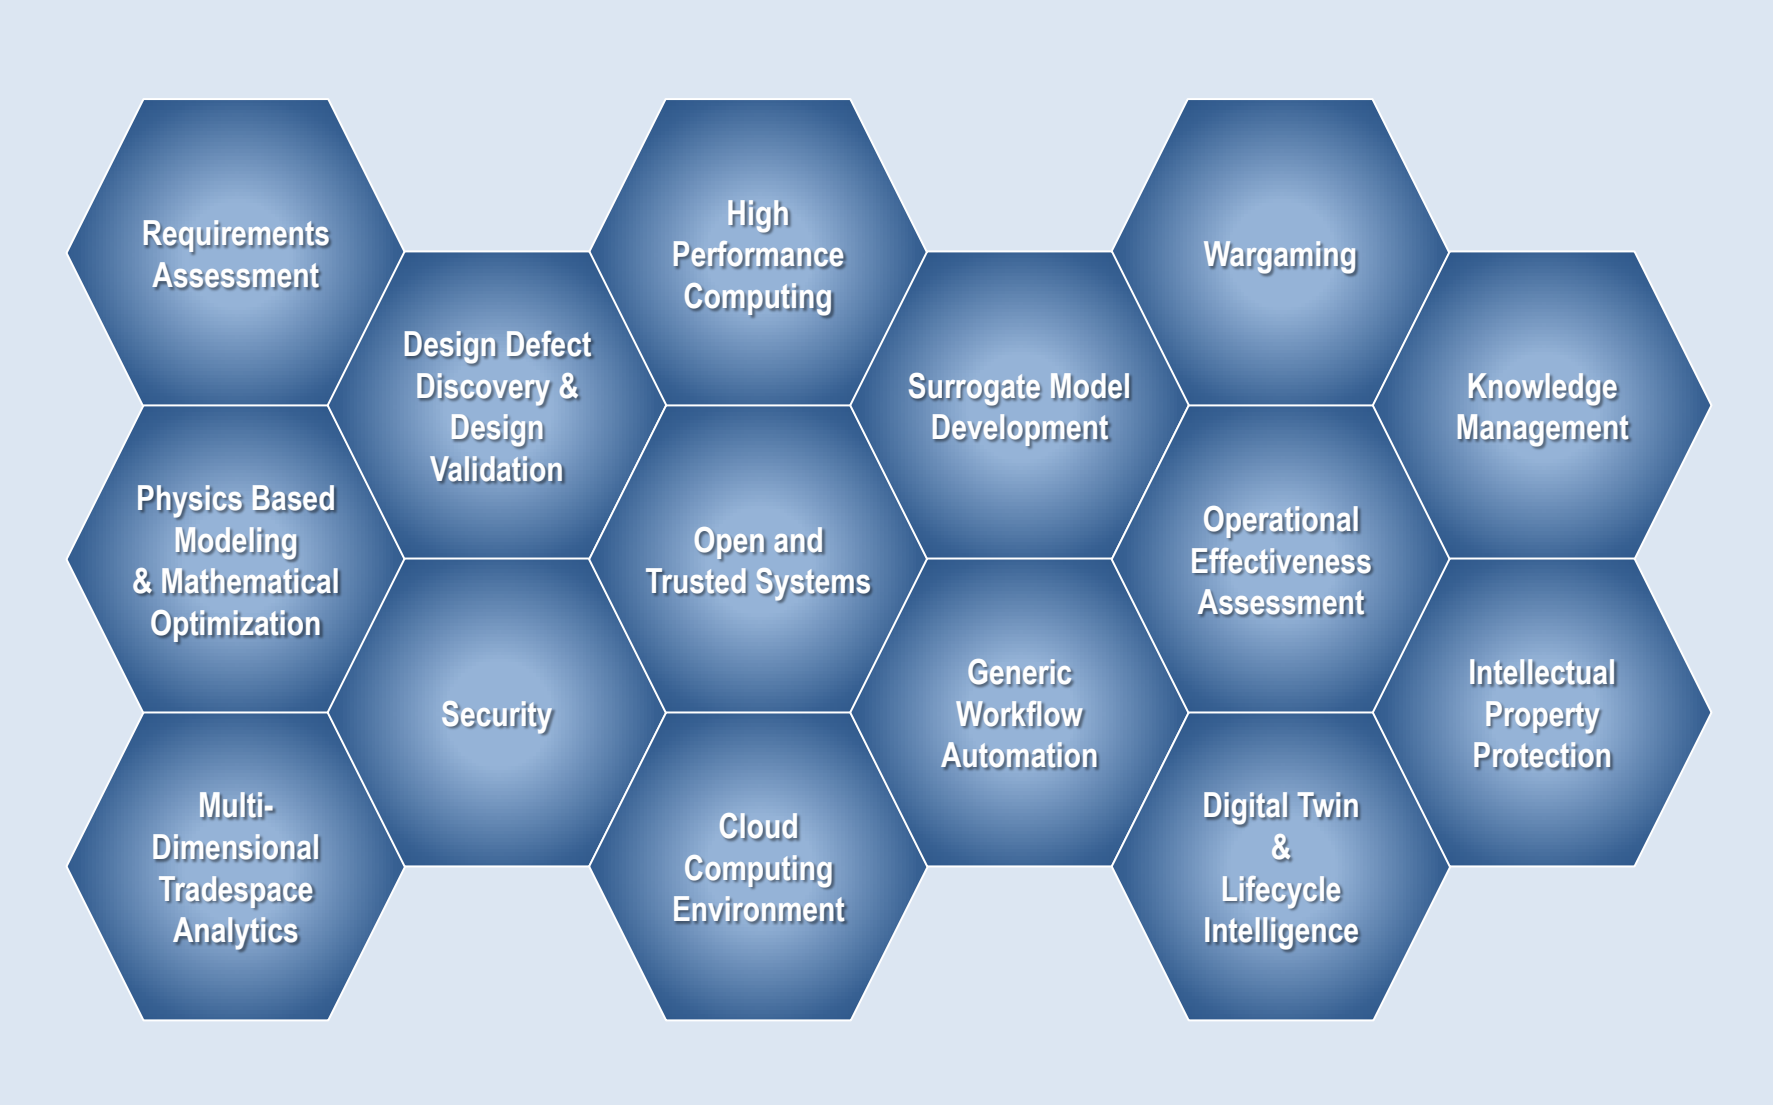 Requirements
Assessment
Physics Based
Modeling
& Mathematical
Optimization
Multi-
Dimensional
Tradespace
Analytics
Design Defect
Discovery &
Design
Validation
Security
High
Performance
Computing
Open and
Trusted Systems
Cloud
Computing
Environment
Surrogate Model
Development
Generic
Workflow
Automation
Wargaming
Operational
Effectiveness
Assessment
Digital Twin
&
Lifecycle
Intelligence
Knowledge
Management
Intellectual
Property
Protection